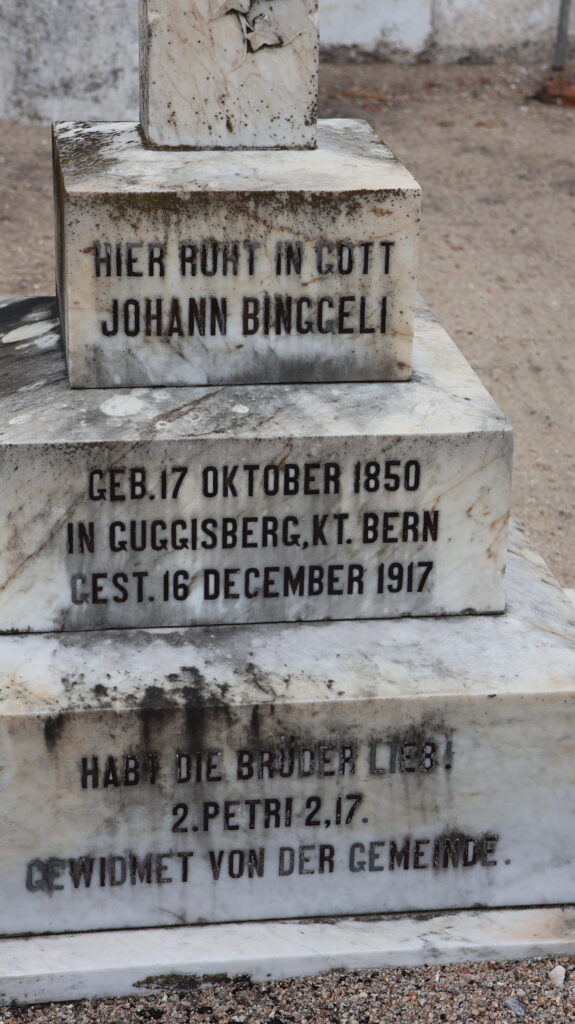 HIER RUHT IN GOTT
JOHANN BINGGELI
GEB. 17 OKTOBER 1850
IN GUGGISBERG, KT. BERN
GEST. 16 DECEMBER 1917
HABT DIE BRÜDER LIEB!
2. PETRI 2, 17.
GEWIDMET VON DER GEMEINDE.